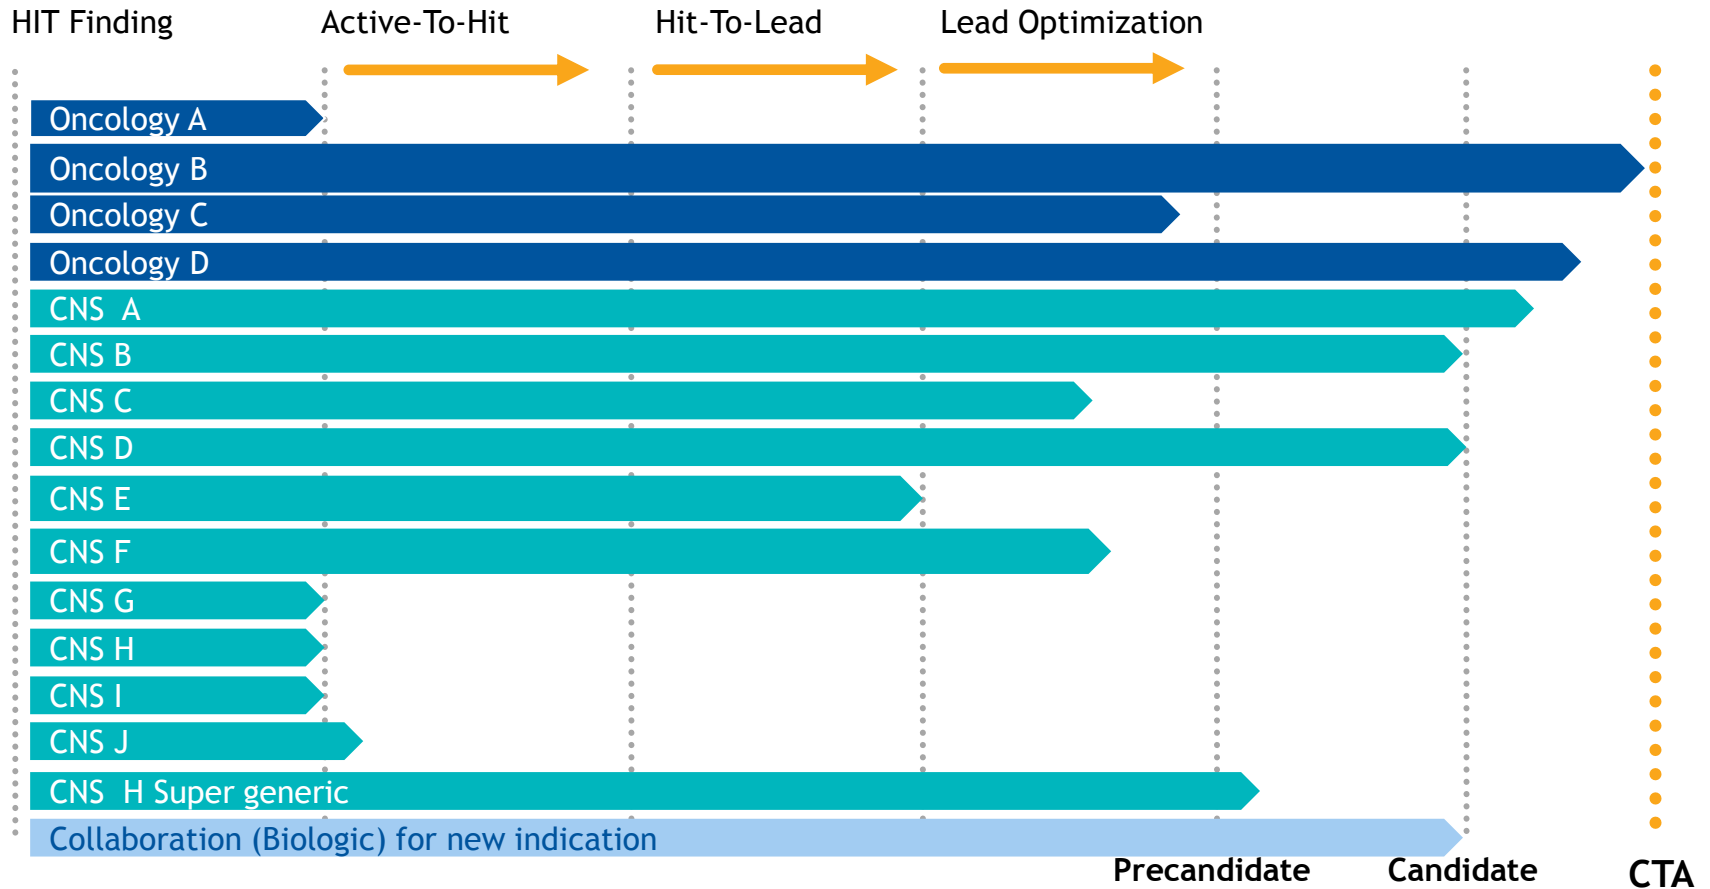 HIT Finding
Active-To-Hit
Hit-To-Lead
Lead Optimization
Oncology A
Oncology B
Oncology C
Oncology D
CNS  A
CNS B
CNS C
CNS D
CNS E
CNS F
CNS G
CNS H
CNS I
CNS J
CNS  H Super generic
Collaboration (Biologic) for new indication
Precandidate
Candidate
CTA